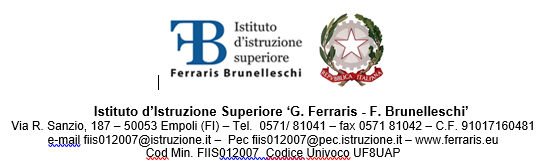 FB
Istituto
d'istruzione
superiore
Ferraris Brunelleschi
REPVBBLICA ITALIANA
Istituto d'Istruzione Superiore 'G. Ferraris - F. Brunelleschi'
Via R. Sanzio, 187 – 50053 Empoli (FI) – Tel. 0571/ 81041 – fax 0571 81042 – C.F. 91017160481
e-mail fiis012007@istruzione.it – Pec fiis012007@pec.istruzione.it – www.ferraris.eu
Cod Min. FIIS012007 Codice Univoco UF8UAP